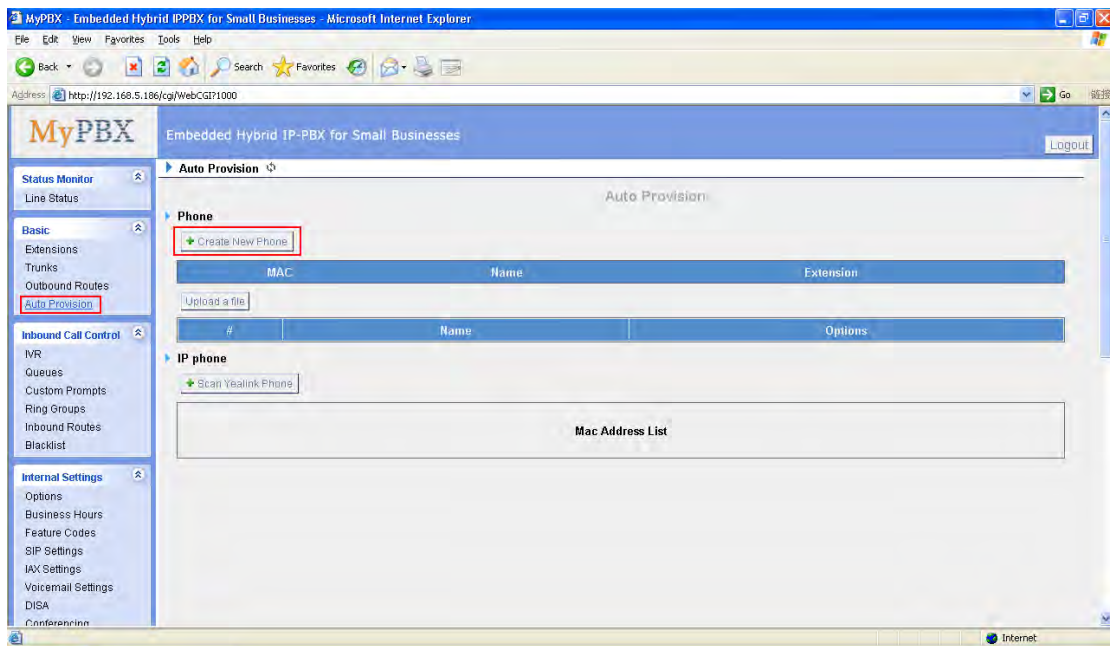 MyPBX - Embedded Hybrid IPPBX for Small Businesses - Microsoft Internet Explorer
File Edit View Favorites Tools Help
Back Search Favorites
Address http://192.168.5.186/cgi/WebCGI?1000 Go 链接
MyPBX Embedded Hybrid IP-PBX for Small Businesses
Logout
Status Monitor
Line Status
Basic
Extensions
Trunks
Outbound Routes
Auto Provision
Inbound Call Control
IVR
Queues
Custom Prompts
Ring Groups
Inbound Routes
Blacklist
Internal Settings
Options
Business Hours
Feature Codes
SIP Settings
IAX Settings
Voicemail Settings
DISA
Conferencing
Auto Provision
Auto Provision
Phone
Create New Phone
MAC Name Extension
Upload a file
# Name Options
IP phone
Scan Yealink Phone
Mac Address List
Internet